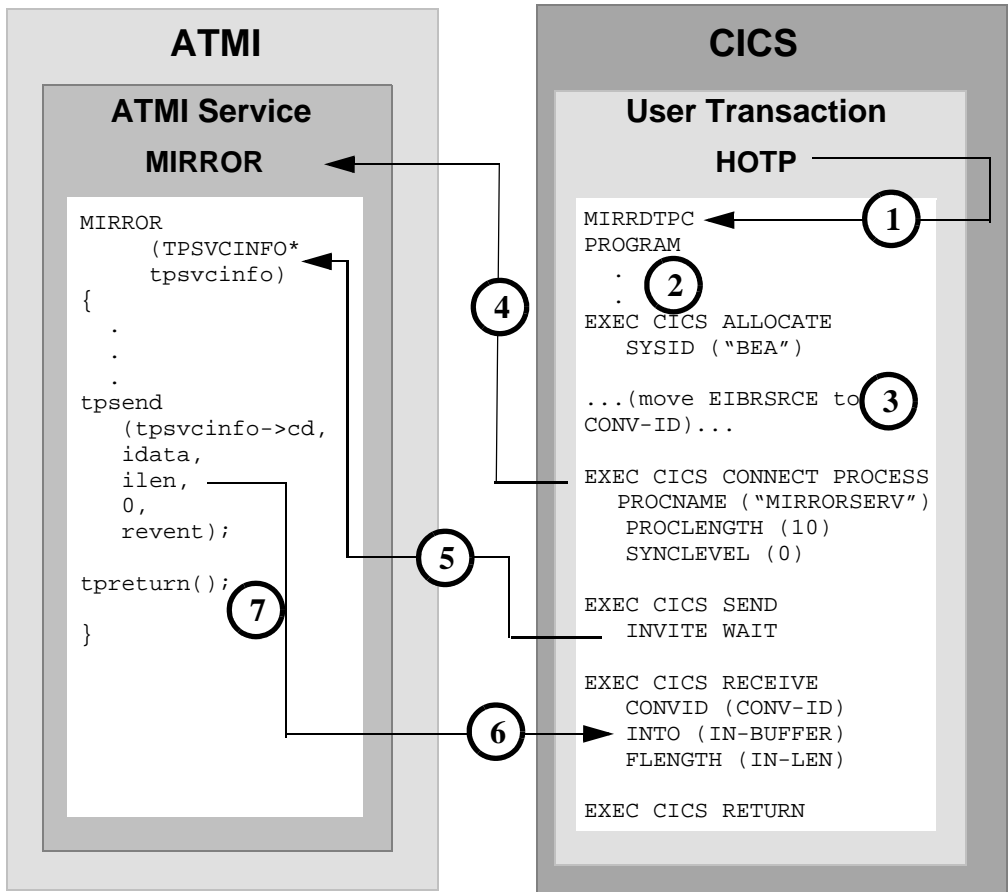 ATMI
ATMI Service
MIRROR
MIRROR
(TPSVCINFO*
tpsvcinfo)
{
.
.
.
tpsend
(tpsvcinfo->cd,
idata,
ilen,
0,
revent);
tpreturn();
7
}
4
5
6
CICS
User Transaction
HOTP
MIRRDTPC
1
PROGRAM
.
2
.
EXEC CICS ALLOCATE
SYSID (“BEA”)
...(move EIBRSRCE to
3
CONV-ID)...
EXEC CICS CONNECT PROCESS
PROCNAME (“MIRRORSERV”)
PROCLENGTH (10)
SYNCLEVEL (0)
EXEC CICS SEND
INVITE WAIT
EXEC CICS RECEIVE
CONVID (CONV-ID)
INTO (IN-BUFFER)
FLENGTH (IN-LEN)
EXEC CICS RETURN